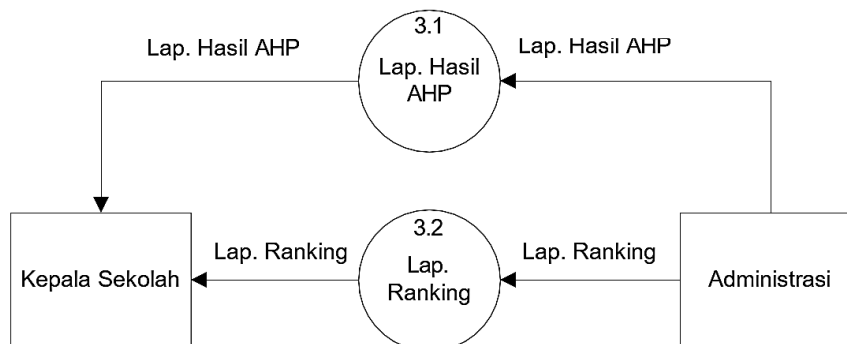 3.1
Lap. Hasil AHP
Lap. Hasil AHP
Lap. Hasil
AHP
3.2
Lap. Ranking
Lap. Ranking
Lap.
Ranking
Kepala Sekolah
Administrasi